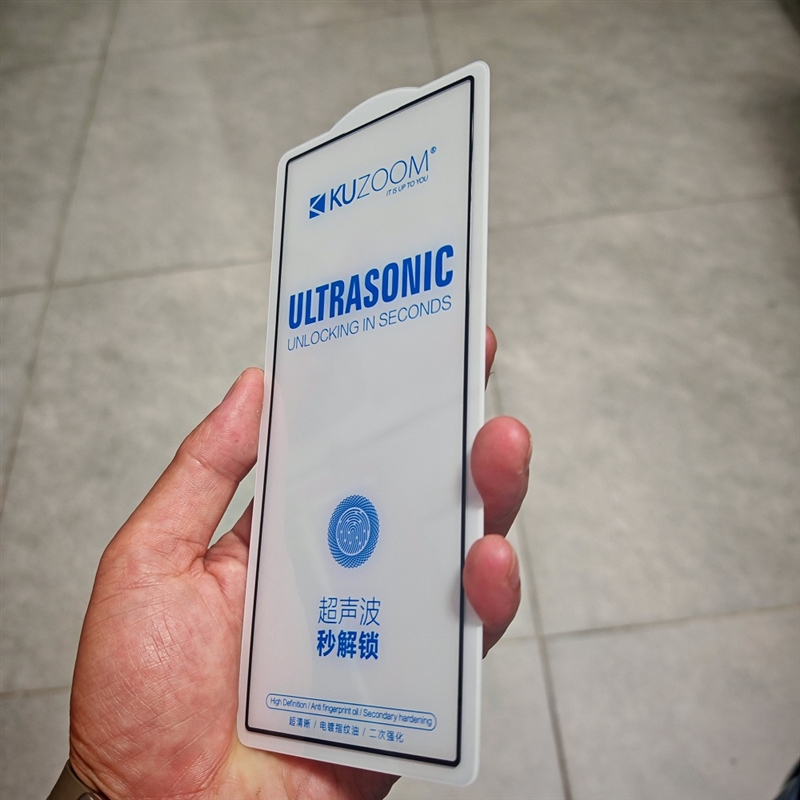 KUZOOM®
IT IS UP TO YOU
ULTRASONIC
UNLOCKING IN SECONDS
超声波
秒解锁
High Definition / Anti fingerprint oil / Secondary hardening
超清晰 / 电镀指纹油 / 二次强化